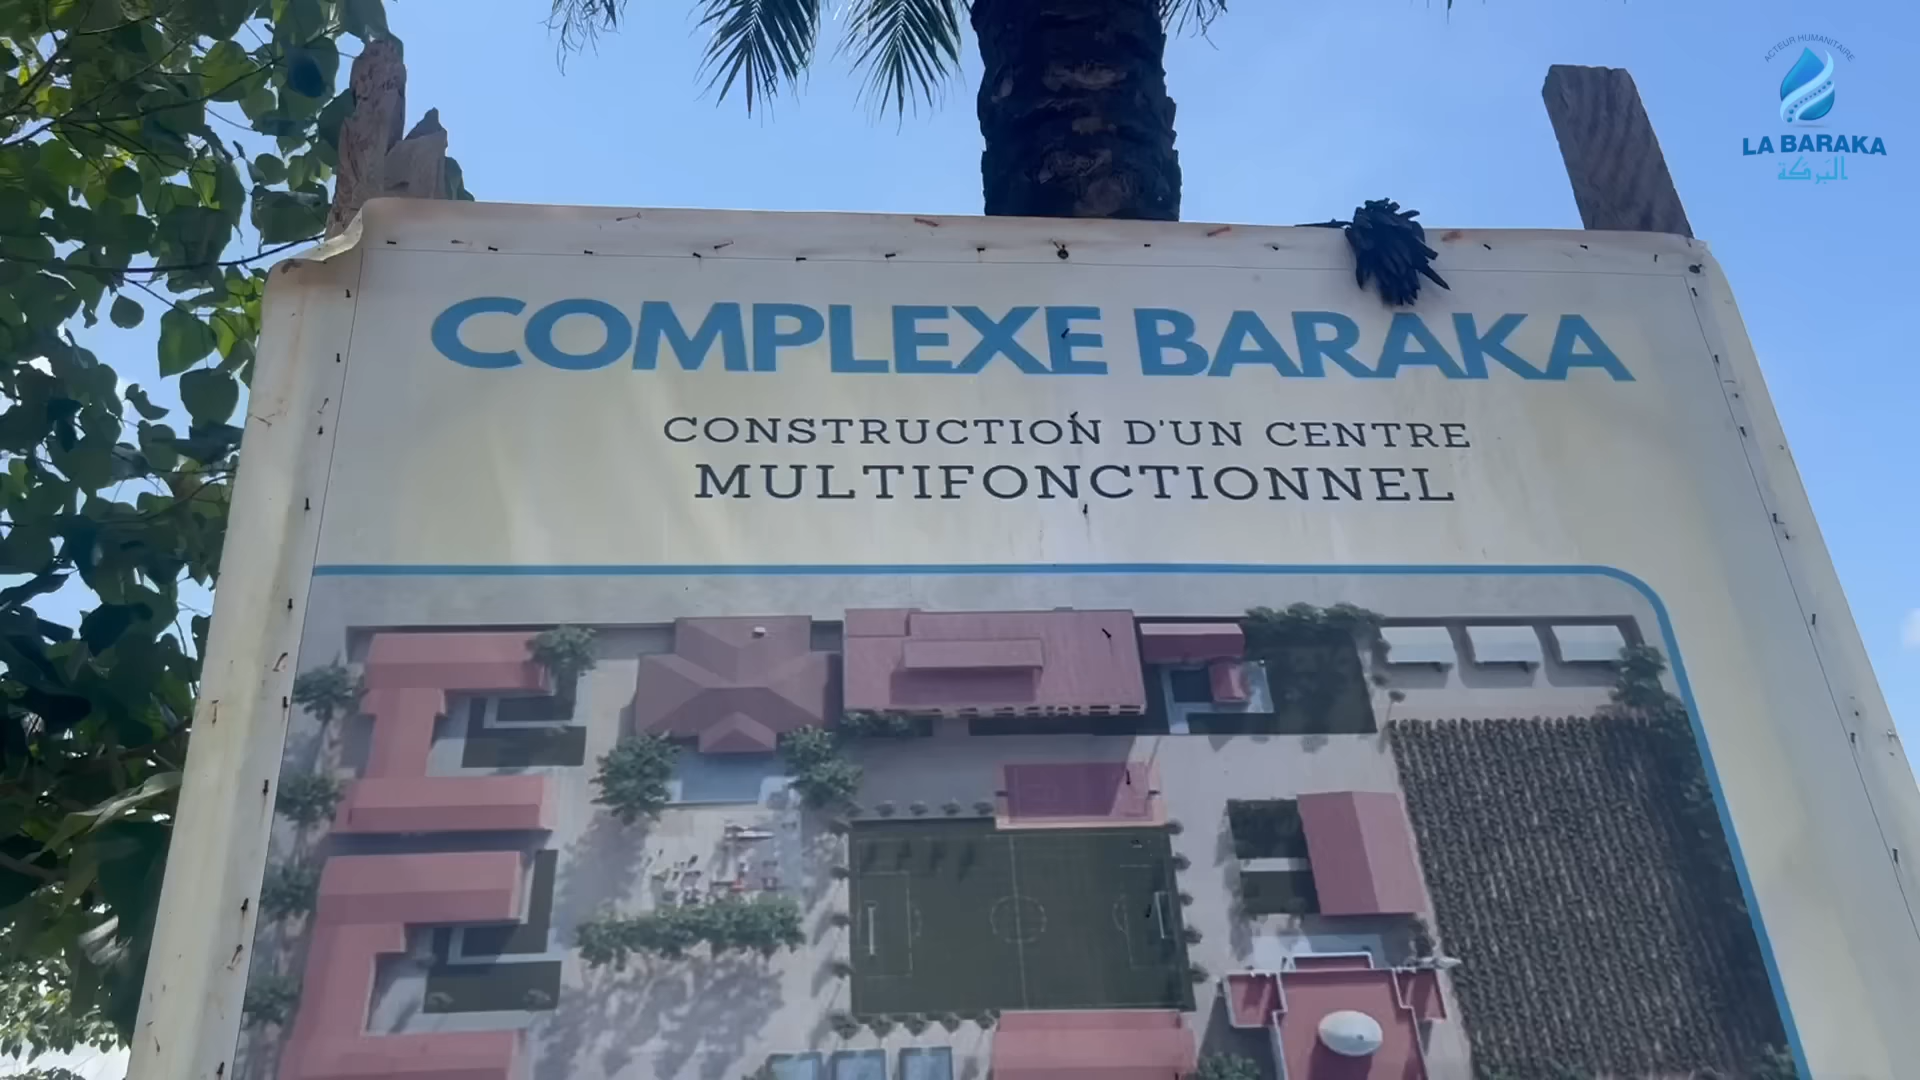 ACTEUR HUMANITAIRE
LA BARAKA
البركة
COMPLEXE BARAKA
CONSTRUCTION D'UN CENTRE
MULTIFONCTIONNEL